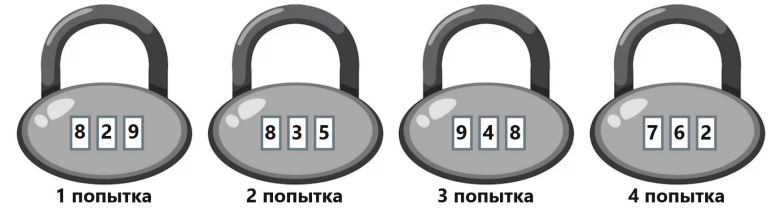 8 2 9
8 3 5
9 4 8
7 6 2
1 попытка
2 попытка
3 попытка
4 попытка